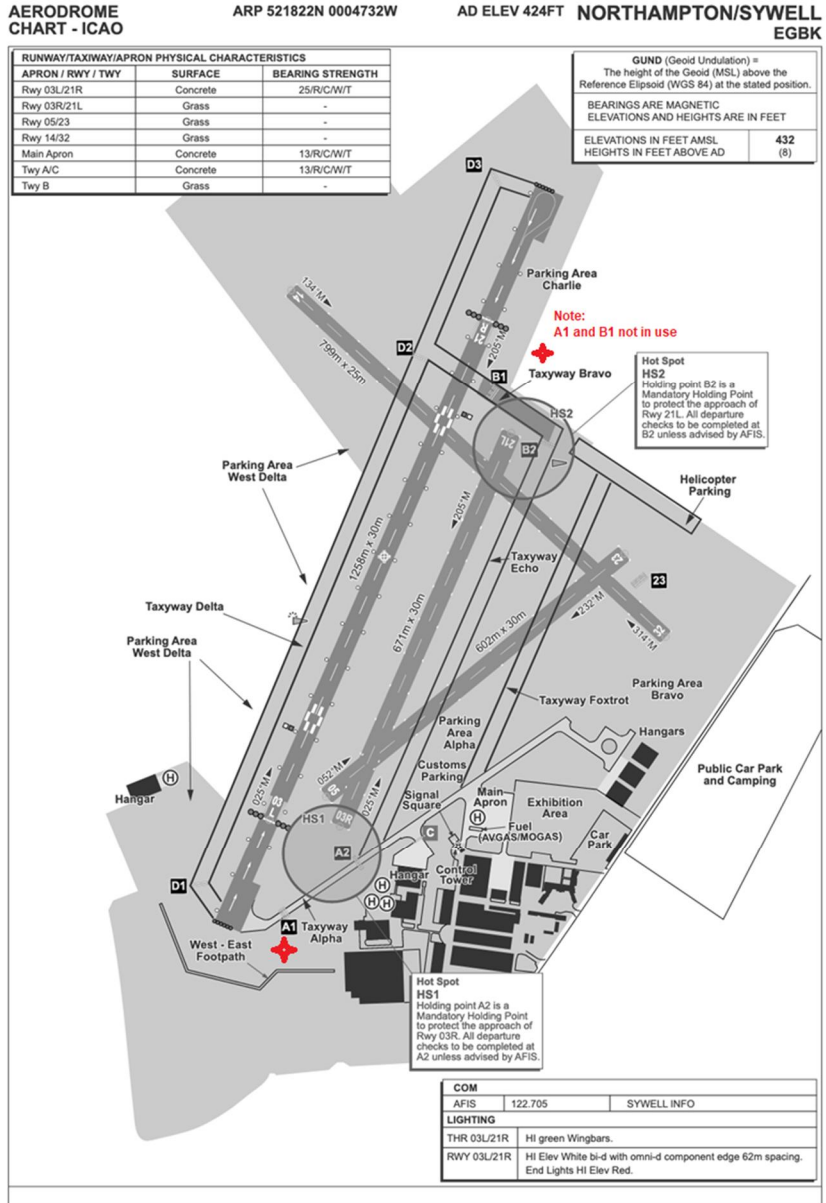 AERODROME
CHART - ICAO
ARP 521822N 0004732W
AD ELEV 424FT
NORTHAMPTON/SYWELL
EGBK
RUNWAY/TAXIWAY/APRON PHYSICAL CHARACTERISTICS
APRON / RWY / TWY SURFACE BEARING STRENGTH
Rwy 03L/21R Concrete 25/R/C/W/T
Rwy 03R/21L Grass -
Rwy 05/23 Grass -
Rwy 14/32 Grass -
Main Apron Concrete 13/R/C/W/T
Twy A/C Concrete 13/R/C/W/T
Twy B Grass -
GUND (Geoid Undulation) =
The height of the Geoid (MSL) above the
Reference Elipsoid (WGS 84) at the stated position.
BEARINGS ARE MAGNETIC
ELEVATIONS AND HEIGHTS ARE IN FEET
ELEVATIONS IN FEET AMSL 432
HEIGHTS IN FEET ABOVE AD (8)
D3
Parking Area
Charlie
134°M
14
Note:
A1 and B1 not in use
21
R
205°M
D2
799m x 25m
B1
Taxyway Bravo
Hot Spot
HS2
Holding point B2 is a
Mandatory Holding Point
to protect the approach of
Rwy 21L. All departure
checks to be completed at
B2 unless advised by AFIS.
HS2
21L
B2
Parking Area
West Delta
Helicopter
Parking
205°M
1258m x 30m
Taxyway
Echo
23
23
Taxyway Delta
671m x 30m
602m x 30m
232°M
314°M
32
Parking Area
West Delta
Parking Area
Bravo
Taxyway Foxtrot
Parking
Area
Alpha
Hangars
Customs
Parking
Public Car Park
and Camping
052°M
05
025°M
025°M
Hangar
H
03
L
HS1
03R
Signal
Square
Main
Apron
H
Exhibition
Area
Fuel
(AVGAS/MOGAS)
Car
Park
C
A2
Hangar
Control
Tower
D1
H
H H
A1
Taxyway
Alpha
West - East
Footpath
Hot Spot
HS1
Holding point A2 is a
Mandatory Holding Point
to protect the approach of
Rwy 03R. All departure
checks to be completed at
A2 unless advised by AFIS.
COM
AFIS 122.705 SYWELL INFO
LIGHTING
THR 03L/21R HI green Wingbars.
RWY 03L/21R HI Elev White bi-d with omni-d component edge 62m spacing.
End Lights HI Elev Red.